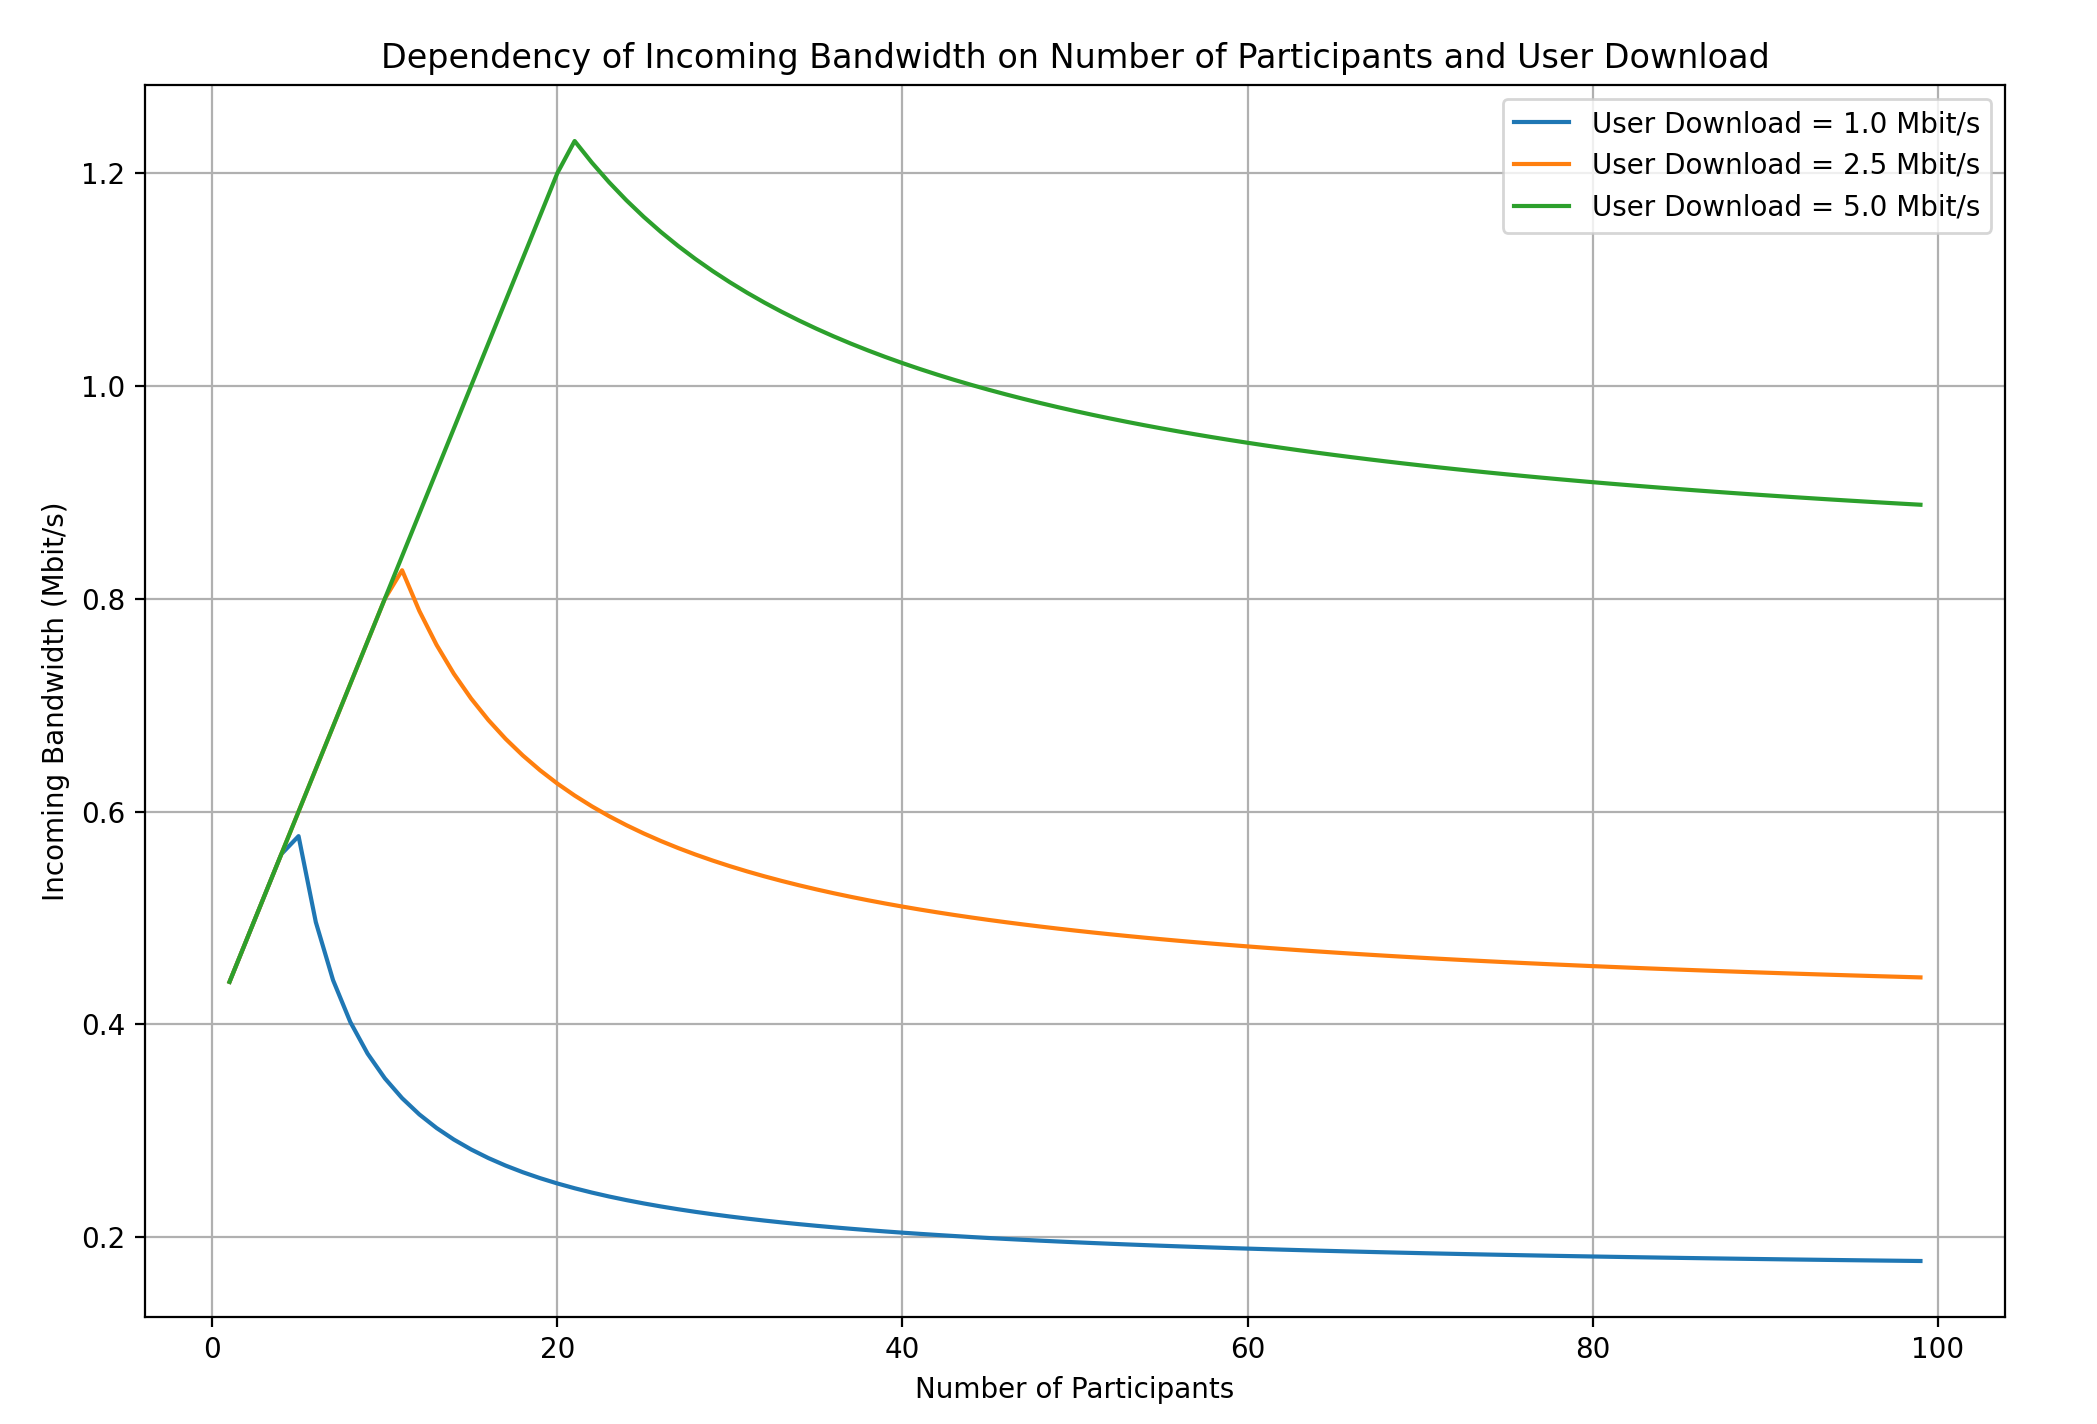 Dependency of Incoming Bandwidth on Number of Participants and User Download
User Download = 1.0 Mbit/s
User Download = 2.5 Mbit/s
User Download = 5.0 Mbit/s
Incoming Bandwidth (Mbit/s)
1.2
1.0
0.8
0.6
0.4
0.2
0 20 40 60 80 100
Number of Participants